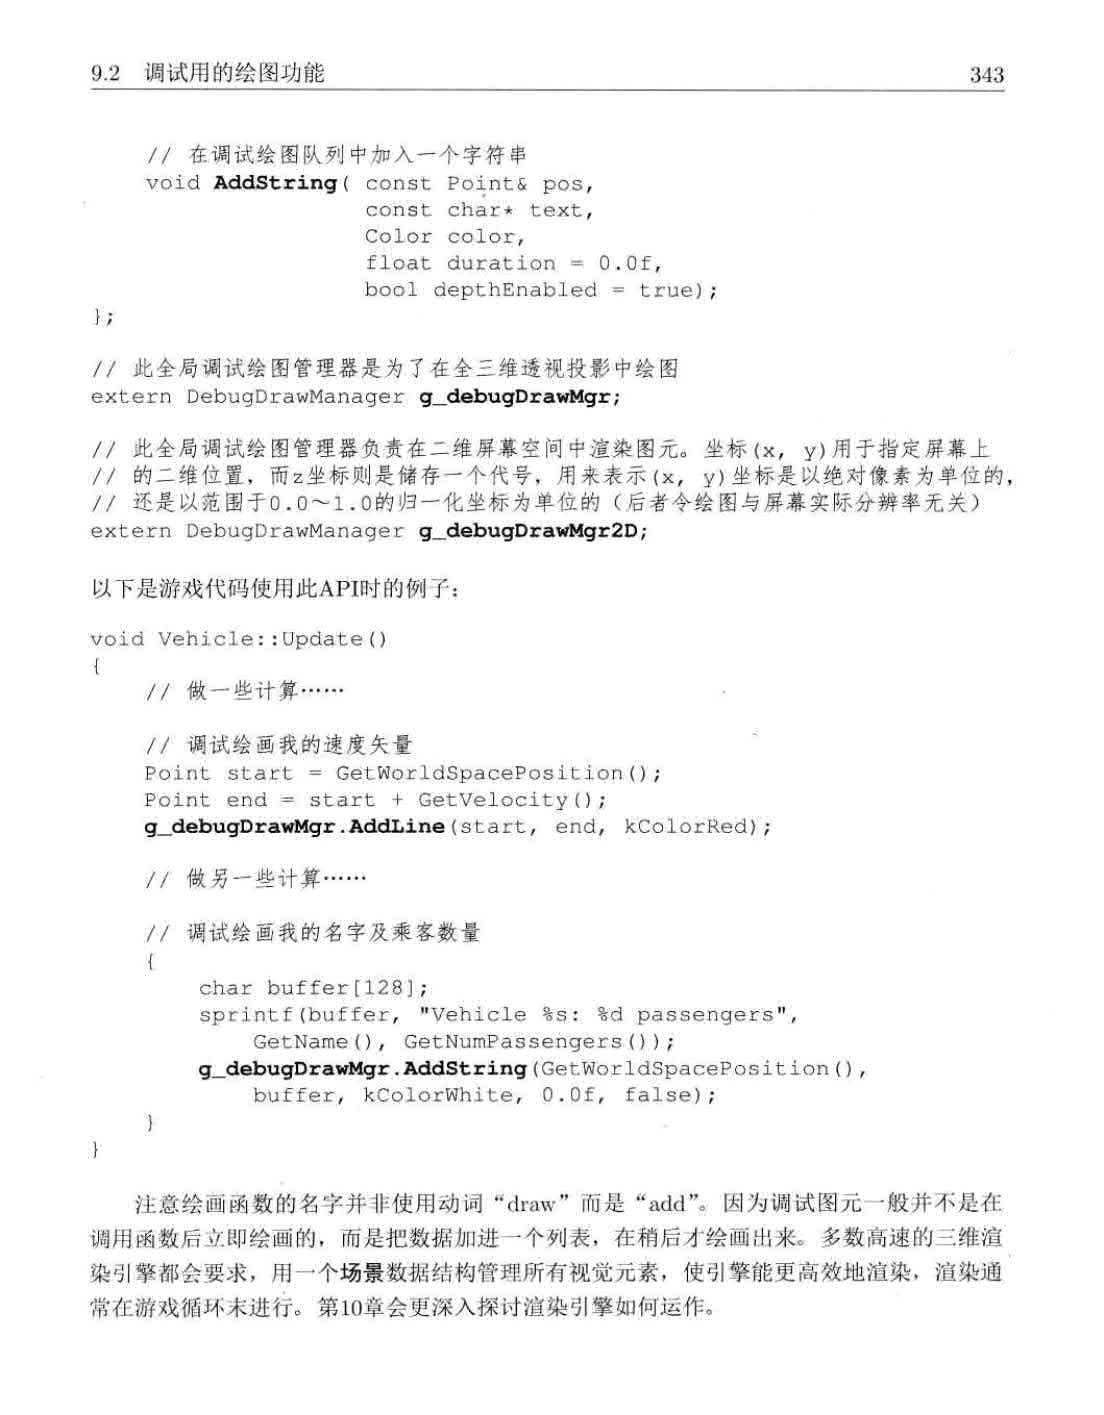 9.2 调试用的绘图功能 343
// 在调试绘图队列中加入一个字符串
void AddString( const Point& pos,
const char* text,
Color color,
float duration = 0.0f,
bool depthEnabled = true);
};
// 此全局调试绘图管理器是为了在全三维透视投影中绘图
extern DebugDrawManager g_debugDrawMgr;
// 此全局调试绘图管理器负责在二维屏幕空间中渲染图元。坐标(x, y)用于指定屏幕上
// 的二维位置，而z坐标则是储存一个代号，用来表示(x, y)坐标是以绝对像素为单位的，
// 还是以范围于0.0～1.0的归一化坐标为单位的（后者令绘图与屏幕实际分辨率无关）
extern DebugDrawManager g_debugDrawMgr2D;
以下是游戏代码使用此API时的例子：
void Vehicle::Update()
{
// 做一些计算……
// 调试绘画我的速度矢量
Point start = GetWorldSpacePosition();
Point end = start + GetVelocity();
g_debugDrawMgr.AddLine(start, end, kColorRed);
// 做另一些计算……
// 调试绘画我的名字及乘客数量
{
char buffer[128];
sprintf(buffer, "Vehicle %s: %d passengers",
GetName(), GetNumPassengers());
g_debugDrawMgr.AddString(GetWorldSpacePosition(),
buffer, kColorWhite, 0.0f, false);
}
}
注意绘画函数的名字并非使用动词“draw”而是“add”。因为调试图元一般并不是在
调用函数后立即绘画的，而是把数据加进一个列表，在稍后才绘画出来。多数高速的三维渲
染引擎都会要求，用一个场景数据结构管理所有视觉元素，使引擎能更高效地渲染，渲染通
常在游戏循环末进行。第10章会更深入探讨渲染引擎如何运作。